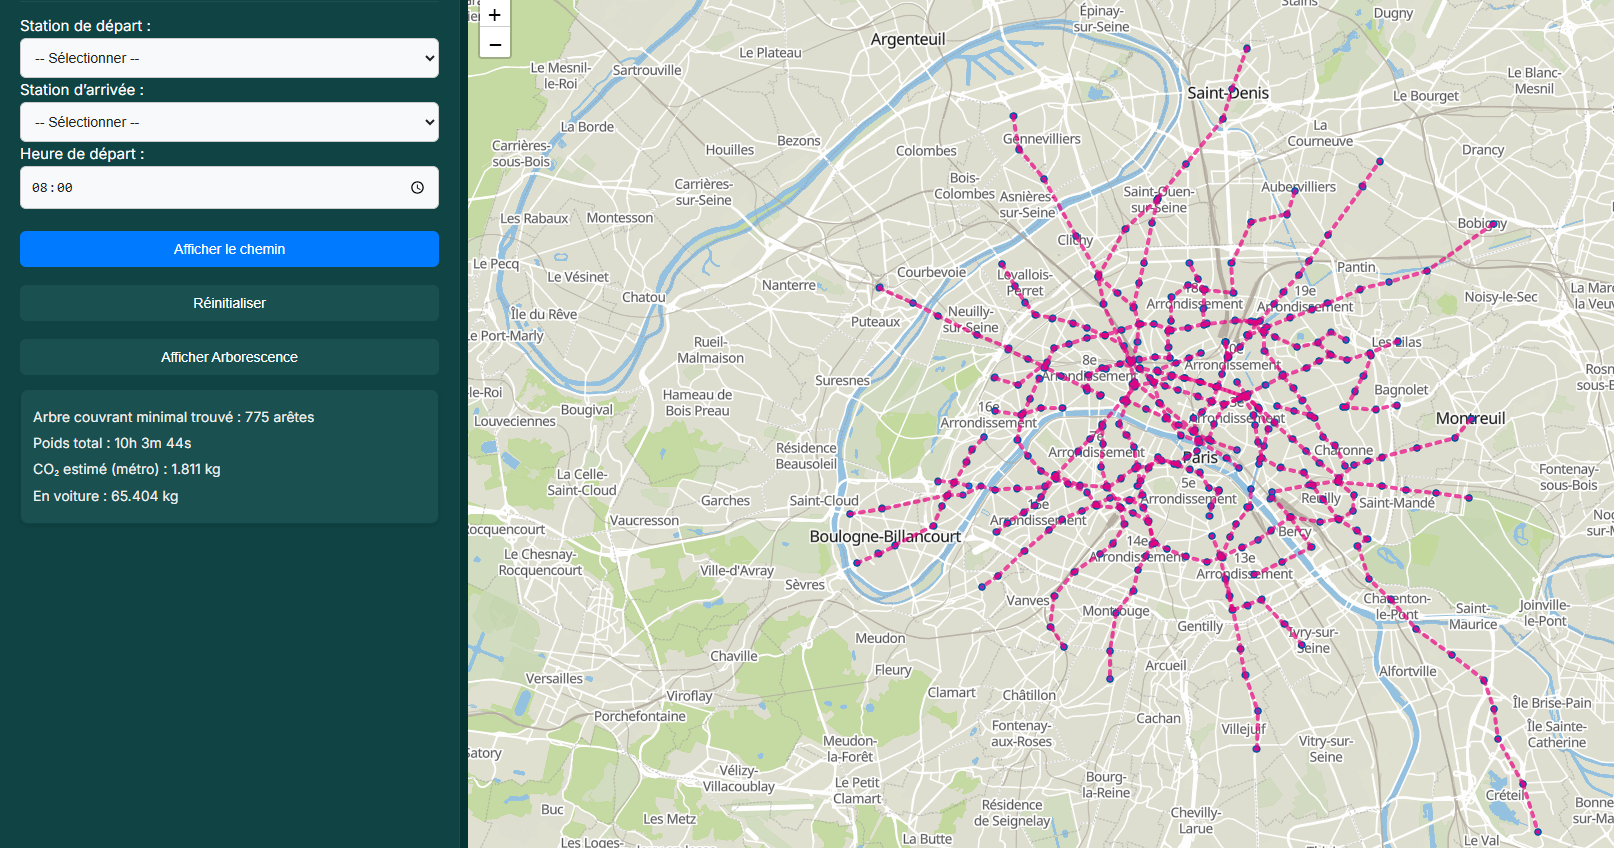 Station de départ :
-- Sélectionner --
Station d'arrivée :
-- Sélectionner --
Heure de départ :
08:00
Afficher le chemin
Réinitialiser
Afficher Arborescence
Arbre couvrant minimal trouvé : 775 arêtes
Poids total : 10h 3m 44s
CO₂ estimé (métro) : 1.811 kg
En voiture : 65.404 kg
+
−
Épinay-
sur-Seine
Stains
Dugny
Argenteuil
Le Plateau
Le Mesnil-
le-Roi
Sartrouville
Saint-Denis
Le Bourget
Le Blanc-
Mesnil
La Borde
Carrières-
sous-Bois
Houilles
Bezons
Colombes
Gennevilliers
La
Courneuve
Drancy
Carrières-
sur-Seine
Bois-
Colombes
Asnières
sur-Seine
Saint-Ouen-
sur-Seine
Aubervilliers
Les Rabaux
Montesson
Clichy
Bobigny
Le Pecq
Le Vésinet
Chatou
Nanterre
Courbevoie
Levallois-
Perret
Pantin
Noisy-le-Sec
La Mar
la Veuv
Île du Rêve
Le Port-Marly
Puteaux
Neuilly-
sur-Seine
18e
Arrondissement
19e
Arrondissement
Rueil-
Malmaison
Suresnes
8e
Arrondissement
Arrondissement
Les Lilas
Rosn
sous-B
-le-Roi
Louveciennes
Bougival
Hameau de
Bois Preau
16e
Arrondissement
3e
Arrondissement
Bagnolet
Montreuil
Résidence
Beausoleil
7e
Arrondissement
Paris
Charonne
Fontenay-
sous-Bois
La Celle-
Saint-Cloud
Garches
Saint-Cloud
5e
Arrondissement
Reuilly
Saint-Mandé
Rocquencourt
Vaucresson
Boulogne-Billancourt
15e
Arrondissement
Bercy
Nog
sur-M
Le Chesnay-
Rocquencourt
Ville-d'Avray
Sèvres
14e
Arrondissement
13e
Arrondissement
Vanves
Montrouge
Gentilly
Charenton-
le-Pont
Saint-
Maurice
Joinville-
le-Pont
Meudon
Ivry-sur-
Seine
Chaville
Fleury
Arcueil
Alfortville
Versailles
Viroflay
Clamart
Châtillon
Île Brise-Pain
Porchefontaine
Fontenay-
aux-Roses
Cachan
Villejuif
Vitry-sur-
Seine
Île Sainte-
Catherine
Satory
Meudon-
la-Forêt
Vélizy-
Villacoublay
Le Petit
Clamart
Bourg-
la-Reine
Créteil
Bonne
sur-Ma
Buc
Les Metz
Résidence
de Seignelay
Chevilly-
Larue
Les Loges-
La Butte
Le Val